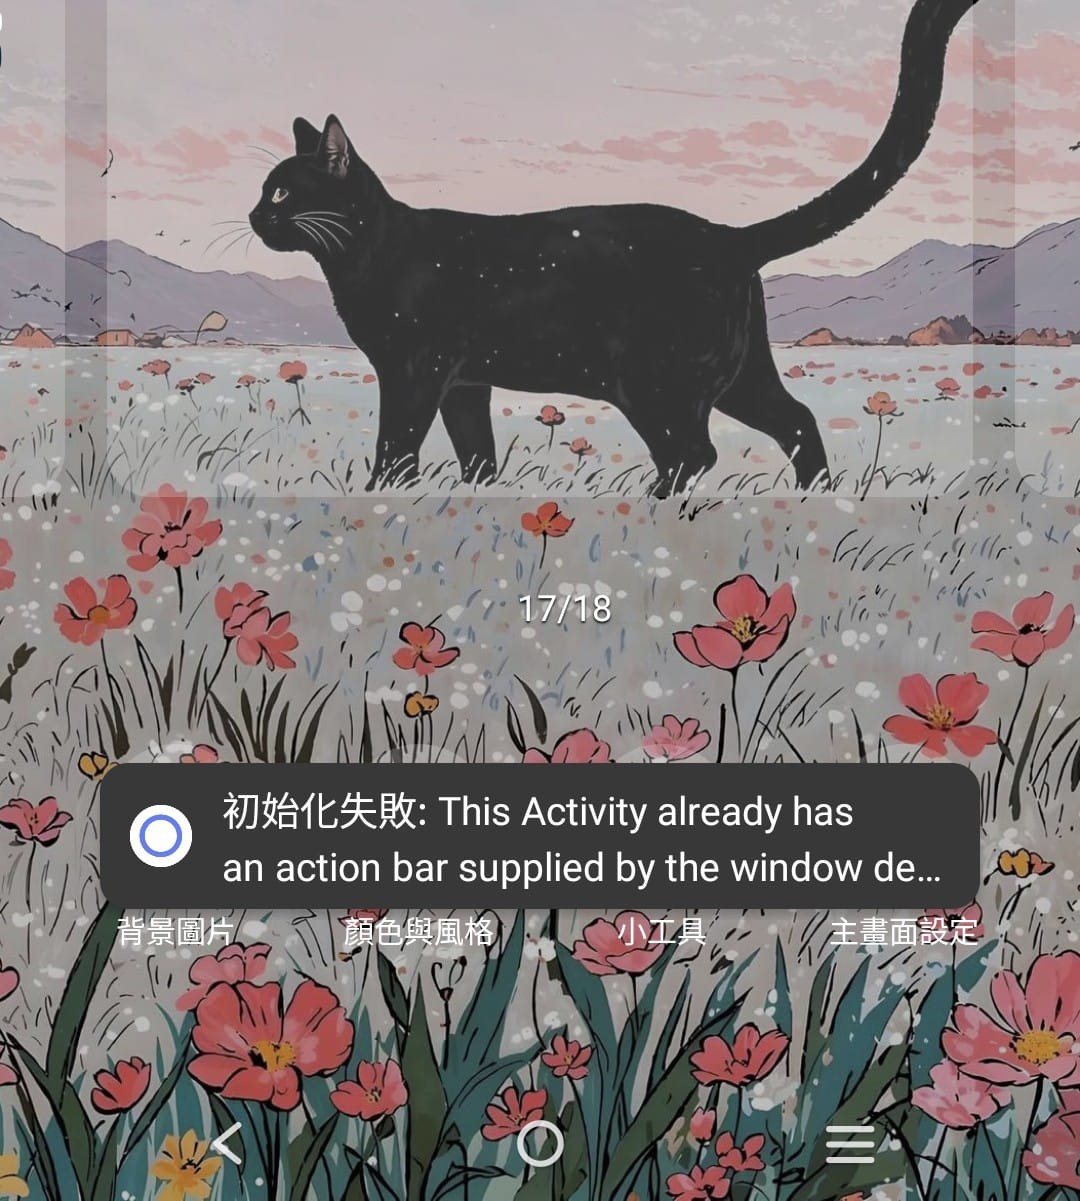 17/18
初始化失敗: This Activity already has
an action bar supplied by the window de…
背景圖片
顏色與風格
小工具
主畫面設定